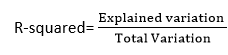 R-squared= Explained variation / Total Variation